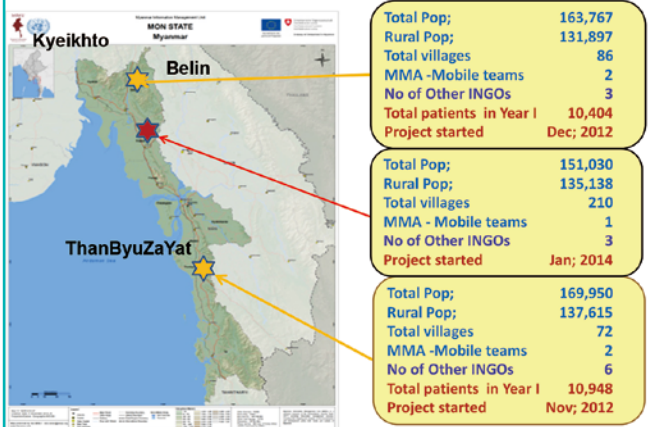 MON STATE
Myanmar
Kyeikhto
Belin
ThanByuZaYat
Total Pop; 163,767
Rural Pop; 131,897
Total villages 86
MMA -Mobile teams 2
No of Other INGOs 3
Total patients in Year I 10,404
Project started Dec; 2012
Total Pop; 151,030
Rural Pop; 135,138
Total villages 210
MMA - Mobile teams 1
No of Other INGOs 3
Project started Jan; 2014
Total Pop; 169,950
Rural Pop; 137,615
Total villages 72
MMA -Mobile teams 2
No of Other INGOs 6
Total patients in Year I 10,948
Project started Nov; 2012